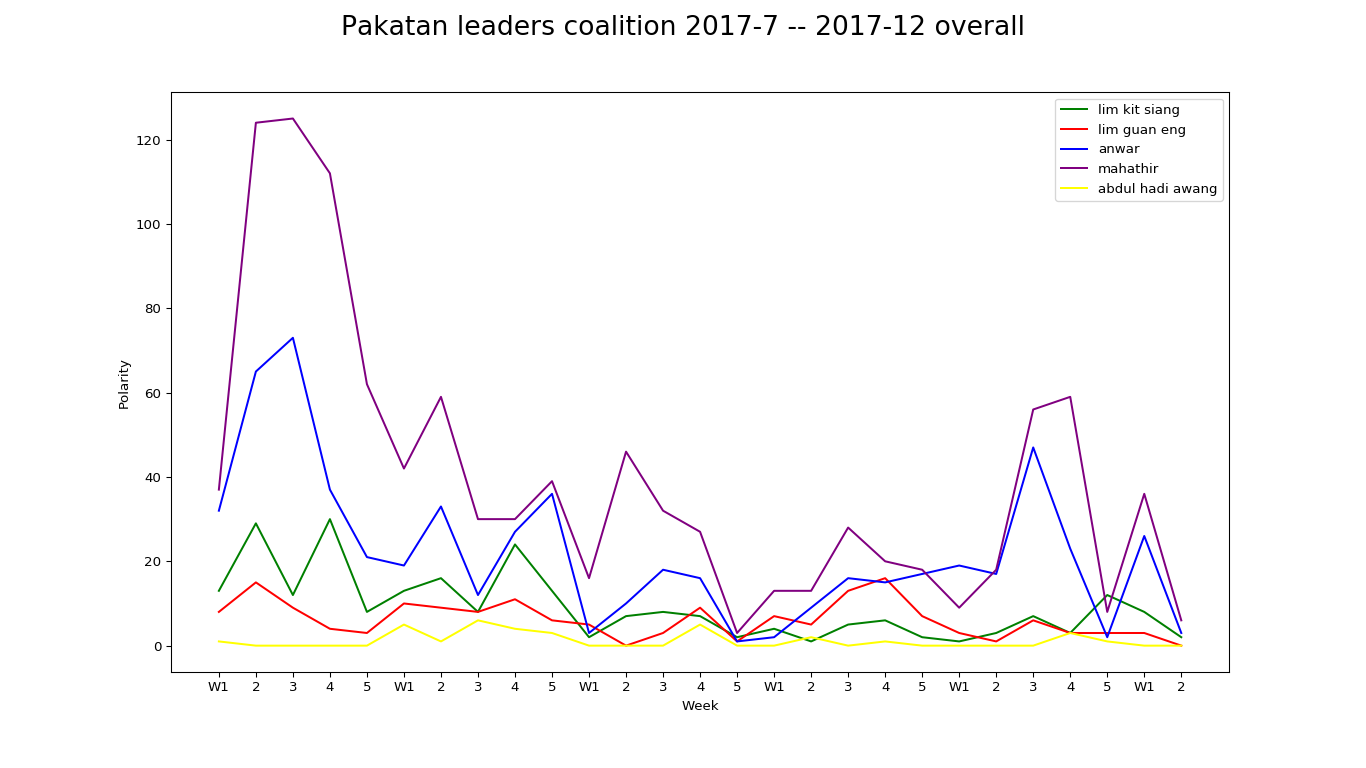 Pakatan leaders coalition 2017-7 -- 2017-12 overall
lim kit siang
lim guan eng
anwar
mahathir
abdul hadi awang
120
100
80
60
40
20
0
Polarity
W1 2 3 4 5 W1 2 3 4 5 W1 2 3 4 5 W1 2 3 4 5 W1 2 3 4 5 W1 2
Week